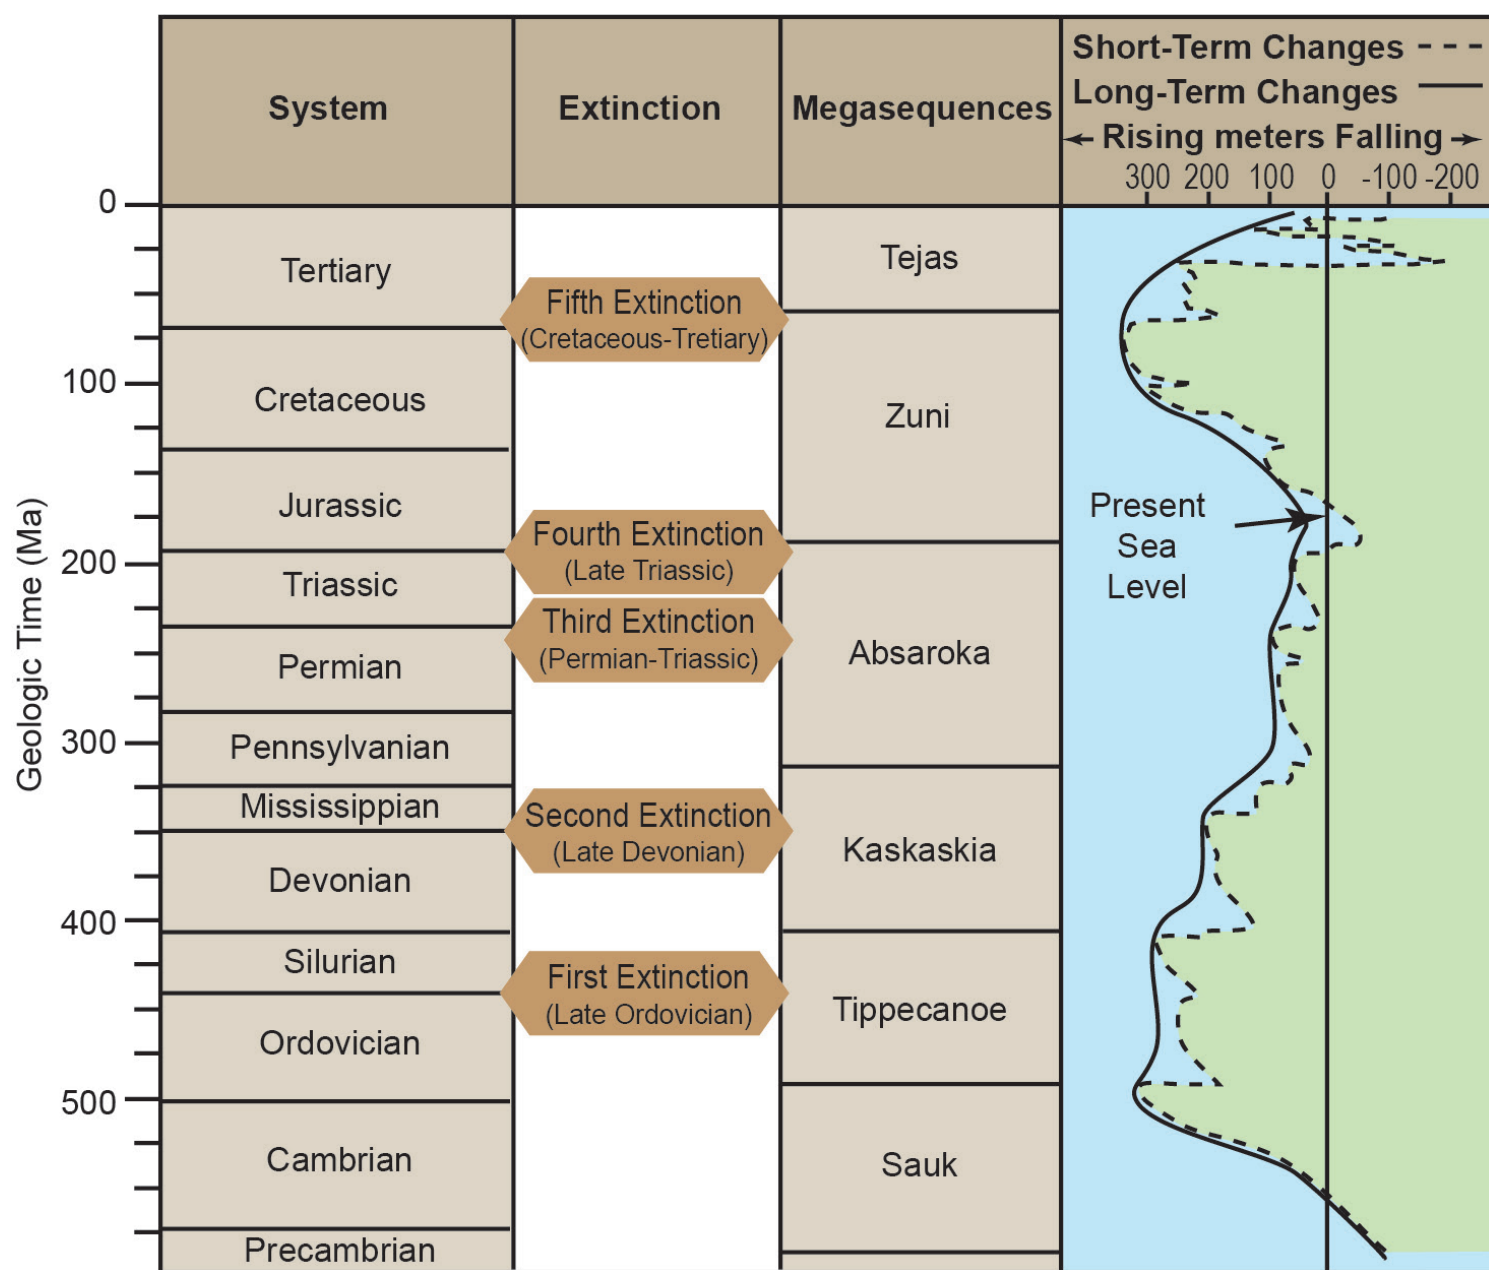 System
Extinction
Megasequences
Short-Term Changes
Long-Term Changes
Rising meters Falling
300 200 100 0 -100 -200
Geologic Time (Ma)
0
100
200
300
400
500
Tertiary
Cretaceous
Jurassic
Triassic
Permian
Pennsylvanian
Mississippian
Devonian
Silurian
Ordovician
Cambrian
Precambrian
Fifth Extinction
(Cretaceous-Tretiary)
Fourth Extinction
(Late Triassic)
Third Extinction
(Permian-Triassic)
Second Extinction
(Late Devonian)
First Extinction
(Late Ordovician)
Tejas
Zuni
Absaroka
Kaskaskia
Tippecanoe
Sauk
Present
Sea
Level